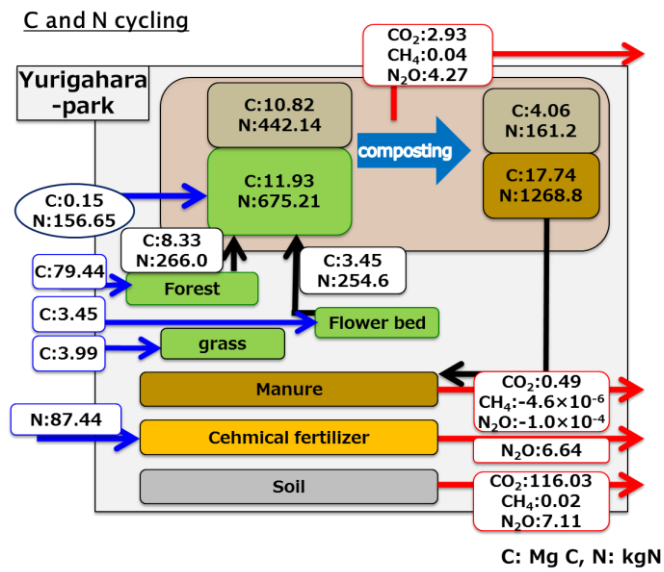 C and N cycling
CO₂:2.93
CH₄:0.04
N₂O:4.27
Yurigahara
-park
C:10.82
N:442.14
C:11.93
N:675.21
composting
C:4.06
N:161.2
C:17.74
N:1268.8
C:0.15
N:156.65
C:8.33
N:266.0
C:3.45
N:254.6
C:79.44
Forest
C:3.45
Flower bed
C:3.99
grass
Manure
CO₂:0.49
CH₄:-4.6×10⁻⁶
N₂O:-1.0×10⁻⁴
N:87.44
Cehmical fertilizer
N₂O:6.64
Soil
CO₂:116.03
CH₄:0.02
N₂O:7.11
C: Mg C, N: kgN